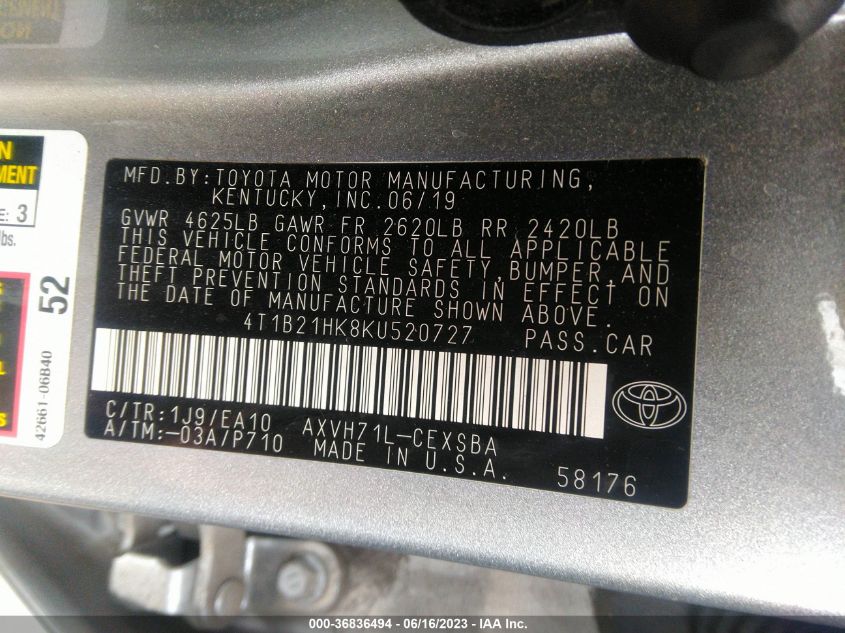 MFD.BY:TOYOTA MOTOR MANUFACTURING,
KENTUCKY, INC.06/19
GVWR 4625LB GAWR FR 2620LB RR 2420LB
THIS VEHICLE CONFORMS TO ALL APPLICABLE
FEDERAL MOTOR VEHICLE SAFETY, BUMPER, AND
THEFT PREVENTION STANDARDS IN EFFECT ON
THE DATE OF MANUFACTURE SHOWN ABOVE.
4T1B21HK8KU520727 PASS.CAR
C/TR:1J9/EA10 AXVH71L-CEXSBA
A/TM:-03A/P710 MADE IN U.S.A. 58176
E: 3
lbs.
52
42661-06B40
000-36836494 - 06/16/2023 - IAA Inc.